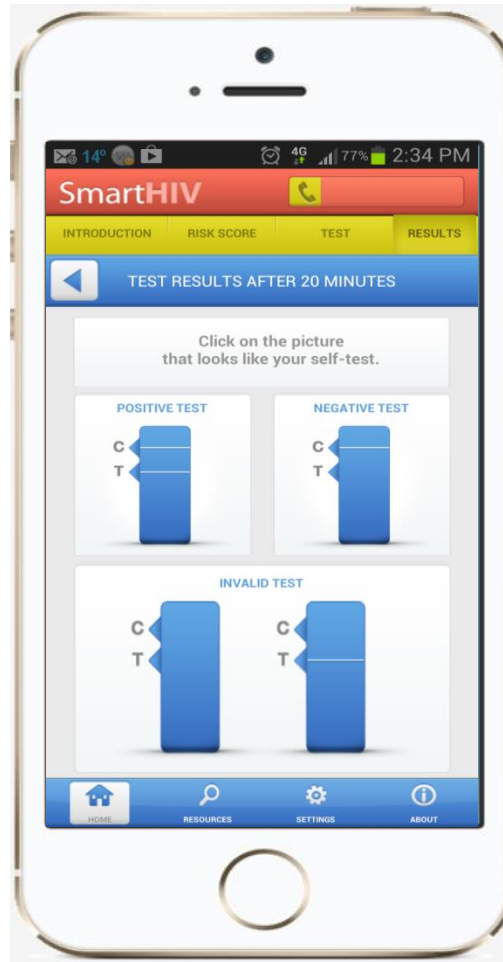 14°
4G
77%
2:34 PM
SmartHIV
INTRODUCTION
RISK SCORE
TEST
RESULTS
TEST RESULTS AFTER 20 MINUTES
Click on the picture
that looks like your self-test.
POSITIVE TEST
NEGATIVE TEST
C
T
C
T
INVALID TEST
C
T
C
T
HOME
RESOURCES
SETTINGS
ABOUT